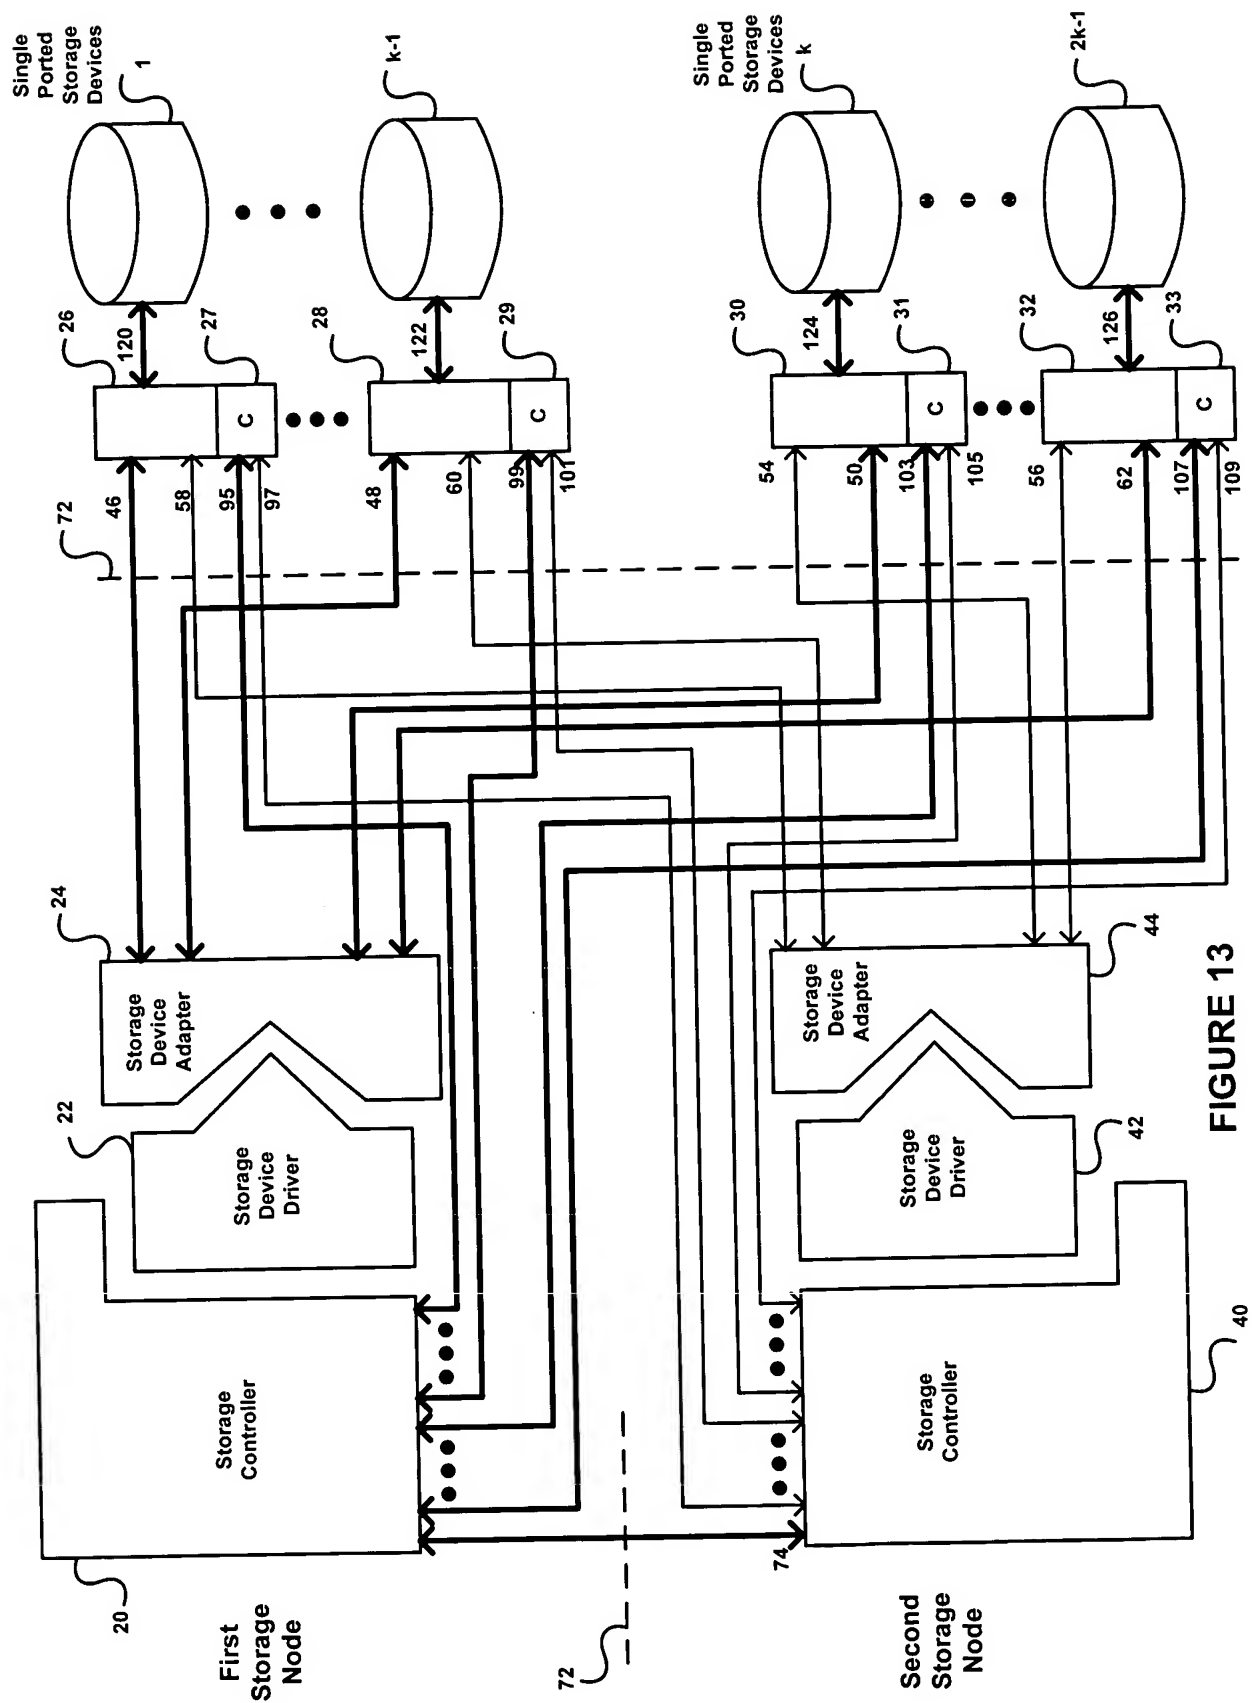 Single
Ported
Storage
Devices
1
k-1
Single
Ported
Storage
Devices
k
2k-1
26
120
27
28
122
29
30
124
31
32
126
33
C
C
C
C
46
58
95
97
48
60
99
101
54
50
103
105
56
62
107
109
72
24
Storage
Device
Adapter
44
Storage
Device
Adapter
22
Storage
Device
Driver
42
Storage
Device
Driver
Storage
Controller
20
Storage
Controller
40
74
72
First
Storage
Node
Second
Storage
Node
FIGURE 13